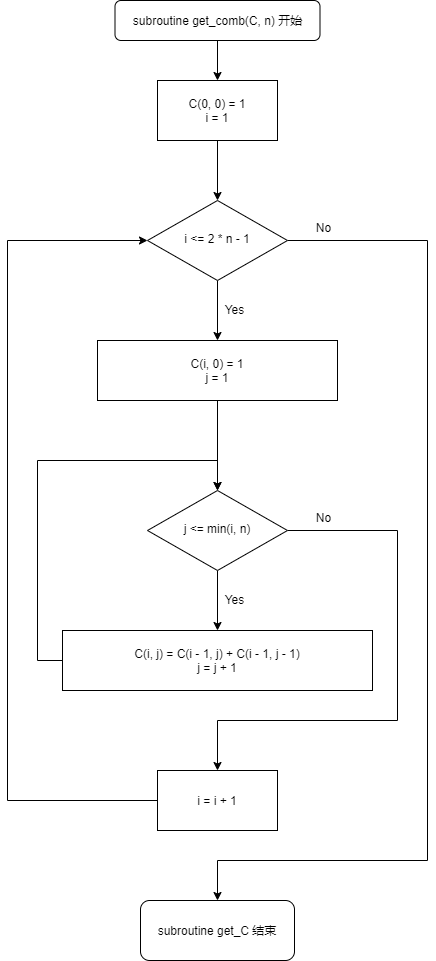 subroutine get_comb(C, n) 开始
C(0, 0) = 1
i = 1
i <= 2 * n - 1
No
Yes
C(i, 0) = 1
j = 1
j <= min(i, n)
No
Yes
C(i, j) = C(i - 1, j) + C(i - 1, j - 1)
j = j + 1
i = i + 1
subroutine get_C 结束